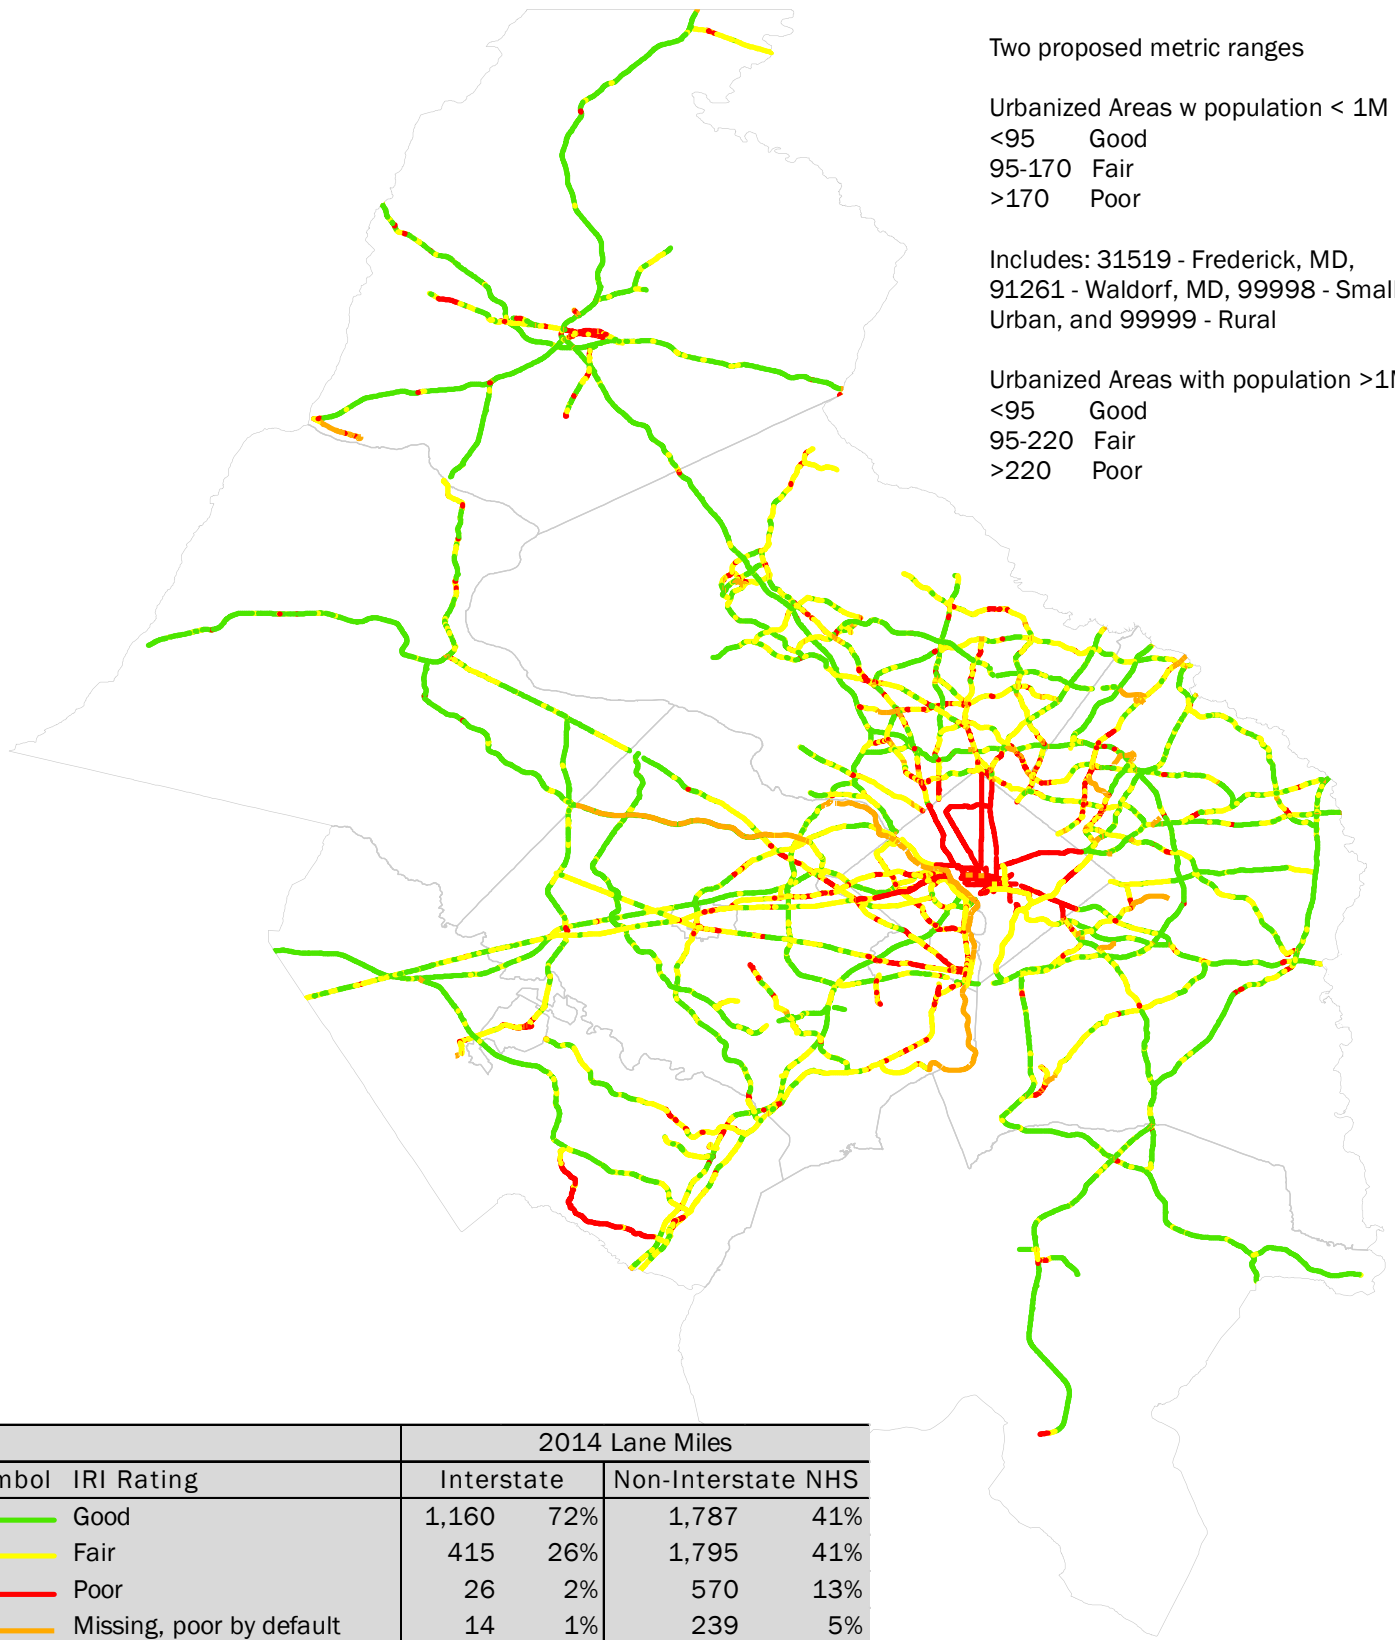 Two proposed metric ranges
Urbanized Areas w population < 1M
<95 Good
95-170 Fair
>170 Poor
Includes: 31519 - Frederick, MD,
91261 - Waldorf, MD, 99998 - Small
Urban, and 99999 - Rural
Urbanized Areas with population >1M
<95 Good
95-220 Fair
>220 Poor
2014 Lane Miles
mbol IRI Rating Interstate Non-Interstate NHS
Good 1,160 72% 1,787 41%
Fair 415 26% 1,795 41%
Poor 26 2% 570 13%
Missing, poor by default 14 1% 239 5%